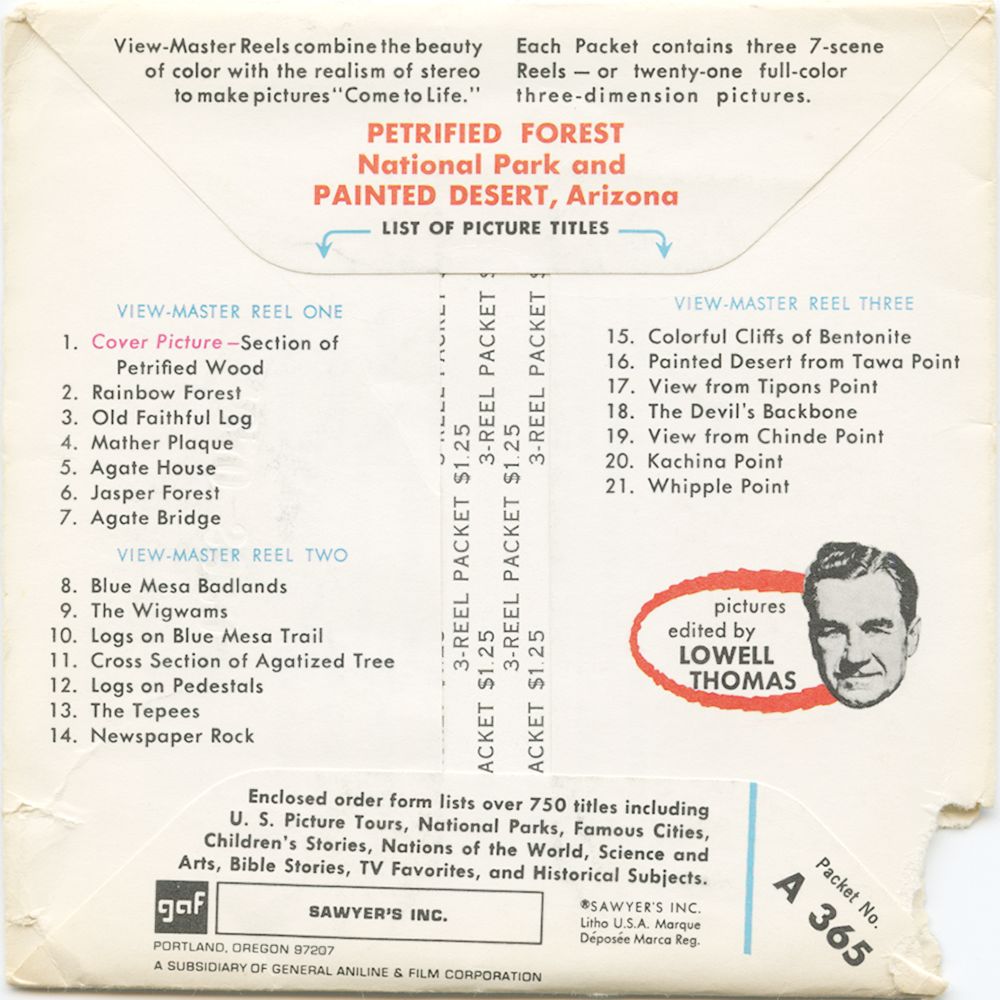 View-Master Reels combine the beauty
of color with the realism of stereo
to make pictures "Come to Life."
Each Packet contains three 7-scene
Reels — or twenty-one full-color
three-dimension pictures.
PETRIFIED FOREST
National Park and
PAINTED DESERT, Arizona
LIST OF PICTURE TITLES
VIEW-MASTER REEL ONE
1. Cover Picture—Section of
Petrified Wood
2. Rainbow Forest
3. Old Faithful Log
4. Mather Plaque
5. Agate House
6. Jasper Forest
7. Agate Bridge
VIEW-MASTER REEL TWO
8. Blue Mesa Badlands
9. The Wigwams
10. Logs on Blue Mesa Trail
11. Cross Section of Agatized Tree
12. Logs on Pedestals
13. The Tepees
14. Newspaper Rock
3-REEL PACKET $1.25
ACKET $1.25 3-REEL PACKET $
3-REEL PACKET $1.25
ACKET $1.25 3-REEL PACKET $
VIEW-MASTER REEL THREE
15. Colorful Cliffs of Bentonite
16. Painted Desert from Tawa Point
17. View from Tipons Point
18. The Devil's Backbone
19. View from Chinde Point
20. Kachina Point
21. Whipple Point
pictures
edited by
LOWELL
THOMAS
Enclosed order form lists over 750 titles including
U. S. Picture Tours, National Parks, Famous Cities,
Children's Stories, Nations of the World, Science and
Arts, Bible Stories, TV Favorites, and Historical Subjects.
gaf
SAWYER'S INC.
PORTLAND, OREGON 97207
A SUBSIDIARY OF GENERAL ANILINE & FILM CORPORATION
®SAWYER'S INC.
Litho U.S.A. Marque
Déposée Marca Reg.
Packet No.
A 365